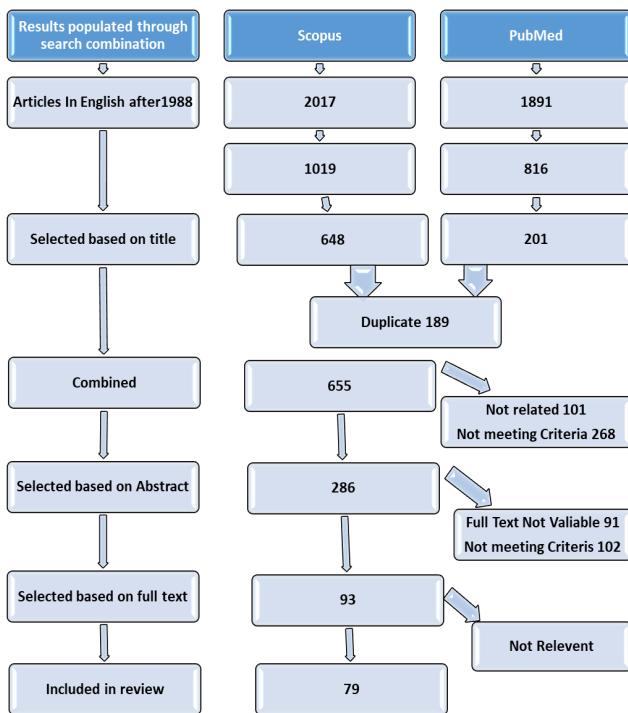 Results populated through
search combination
Scopus
PubMed
Articles In English after1988
2017
1891
1019
816
Selected based on title
648
201
Duplicate 189
Combined
655
Not related 101
Not meeting Criteria 268
Selected based on Abstract
286
Full Text Not Valiable 91
Not meeting Criteris 102
Selected based on full text
93
Not Relevent
Included in review
79